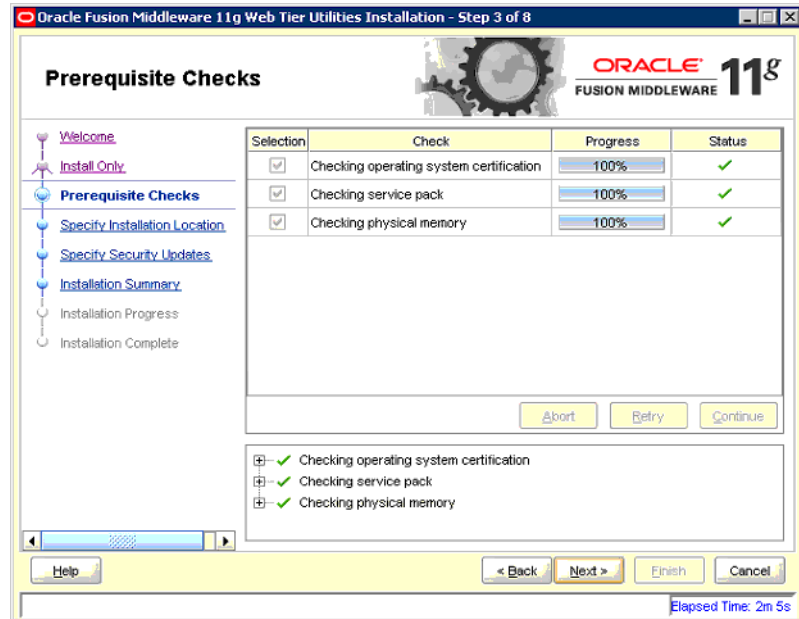 Oracle Fusion Middleware 11g Web Tier Utilities Installation - Step 3 of 8
Prerequisite Checks
ORACLE
FUSION MIDDLEWARE
11g
Welcome
Install Only
Prerequisite Checks
Specify Installation Location
Specify Security Updates
Installation Summary
Installation Progress
Installation Complete
Selection Check Progress Status
Checking operating system certification 100%
Checking service pack 100%
Checking physical memory 100%
Abort Retry Continue
Checking operating system certification
Checking service pack
Checking physical memory
Help < Back Next > Finish Cancel
Elapsed Time: 2m 5s